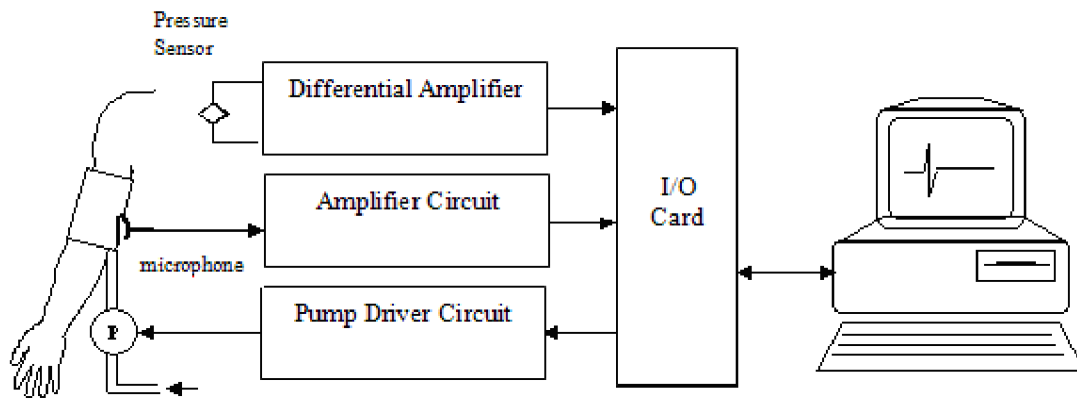 Pressure
Sensor
Differential Amplifier
Amplifier Circuit
I/O
Card
microphone
Pump Driver Circuit
P